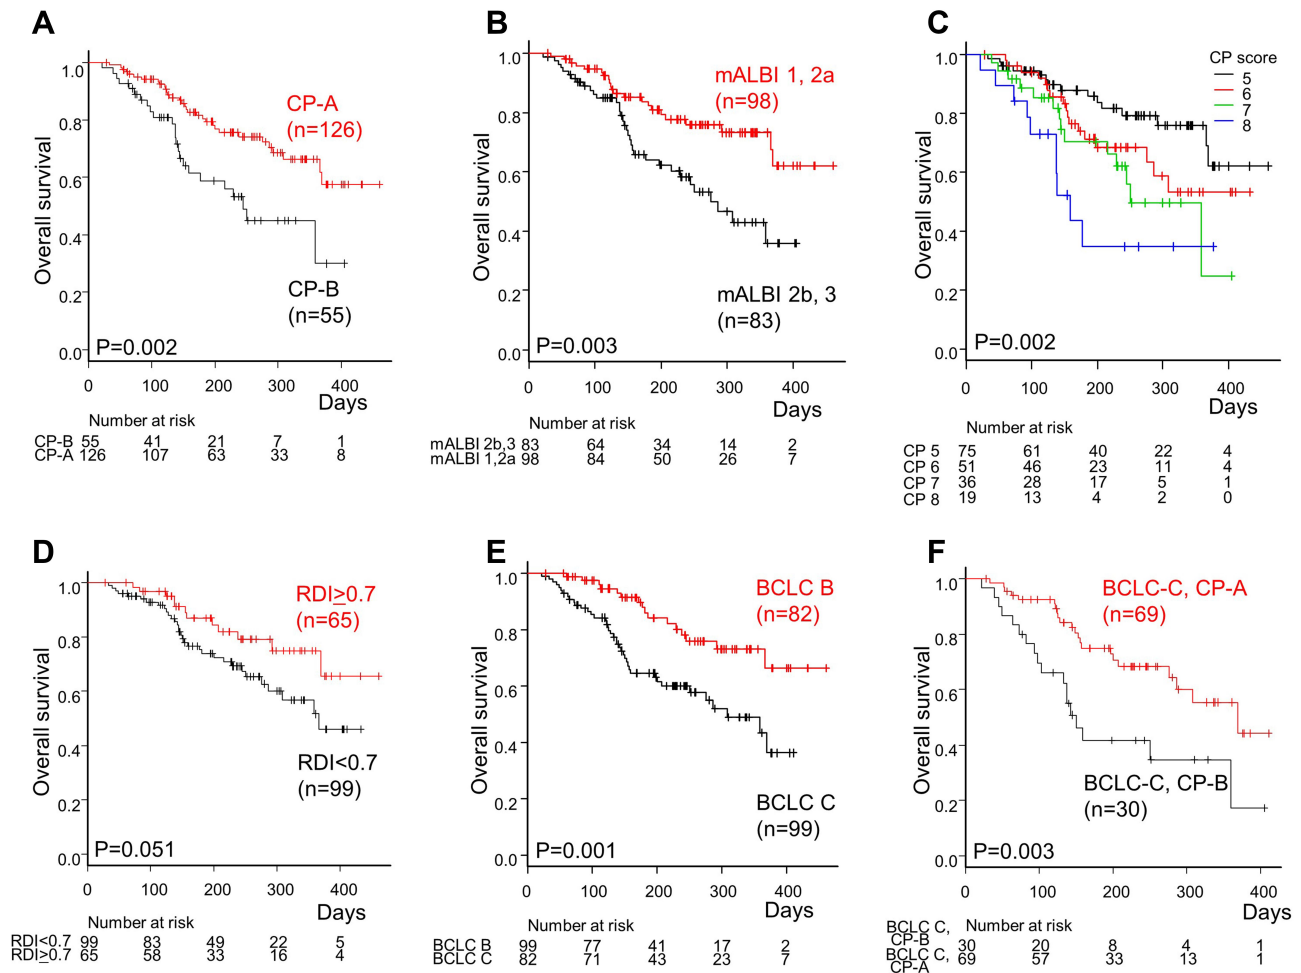 A
1.0
0.8
0.6
0.4
0.2
0.0
Overall survival
CP-A
(n=126)
CP-B
(n=55)
P=0.002
0 100 200 300 400
Days
Number at risk
CP-B 55 41 21 7 1
CP-A 126 107 63 33 8
B
1.0
0.8
0.6
0.4
0.2
0.0
Overall survival
mALBI 1, 2a
(n=98)
mALBI 2b, 3
(n=83)
P=0.003
0 100 200 300 400
Days
Number at risk
mALBI 2b,3 83 64 34 14 2
mALBI 1,2a 98 84 50 26 7
C
1.0
0.8
0.6
0.4
0.2
0.0
Overall survival
CP score
5
6
7
8
P=0.002
0 100 200 300 400
Days
Number at risk
CP 5 75 61 40 22 4
CP 6 51 46 23 11 4
CP 7 36 28 17 5 1
CP 8 19 13 4 2 0
D
1.0
0.8
0.6
0.4
0.2
0.0
Overall survival
RDI≥0.7
(n=65)
RDI<0.7
(n=99)
P=0.051
0 100 200 300 400
Days
Number at risk
RDI<0.7 99 83 49 22 5
RDI≥0.7 65 58 33 16 4
E
1.0
0.8
0.6
0.4
0.2
0.0
Overall survival
BCLC B
(n=82)
BCLC C
(n=99)
P=0.001
0 100 200 300 400
Days
Number at risk
BCLC B 99 77 41 17 2
BCLC C 82 71 43 23 7
F
1.0
0.8
0.6
0.4
0.2
0.0
Overall survival
BCLC-C, CP-A
(n=69)
BCLC-C, CP-B
(n=30)
P=0.003
0 100 200 300 400
Days
Number at risk
BCLC C,
CP-B 30 20 8 4 1
BCLC C,
CP-A 69 57 33 13 1